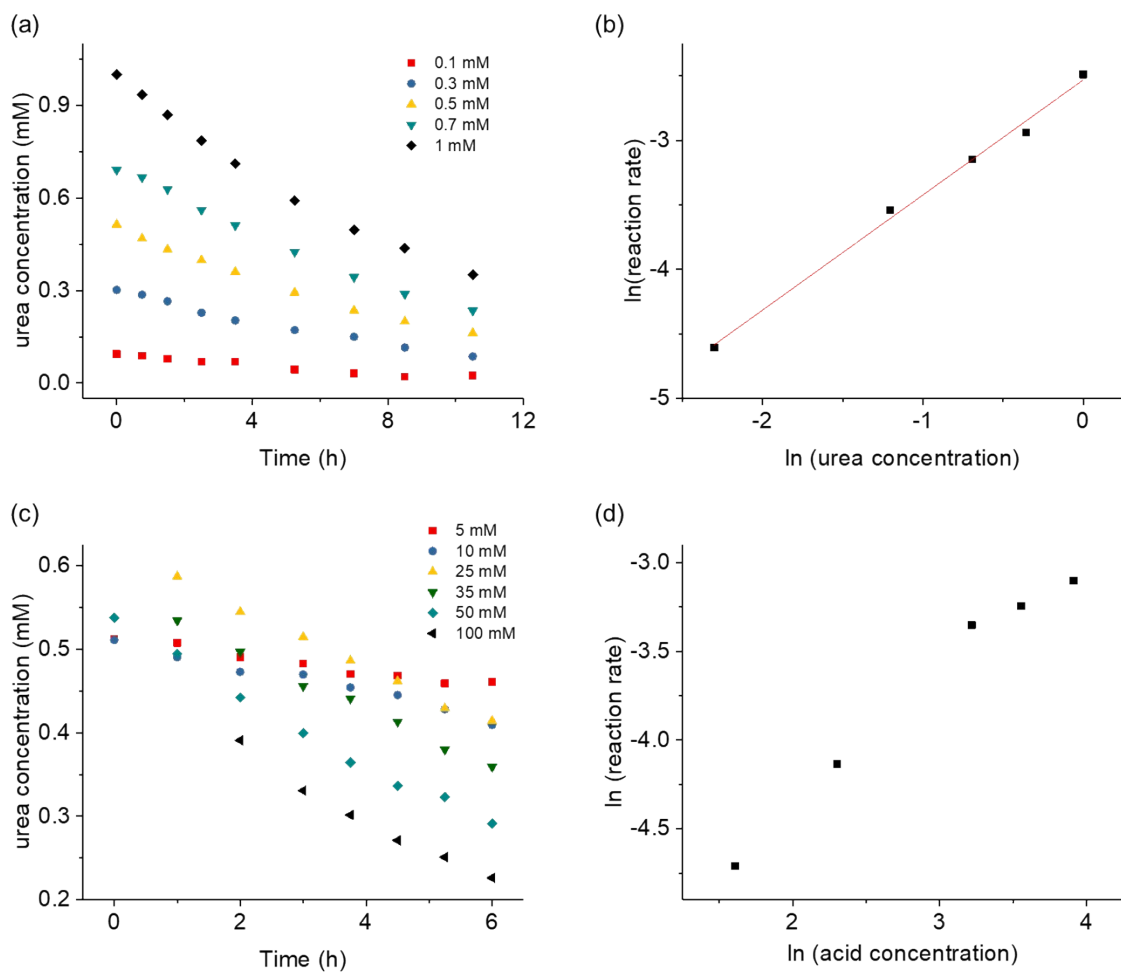 (a)
0.1 mM
0.3 mM
0.5 mM
0.7 mM
1 mM
urea concentration (mM)
0.9
0.6
0.3
0.0
0
4
8
12
Time (h)
(b)
ln(reaction rate)
-3
-4
-5
-2
-1
0
ln (urea concentration)
(c)
5 mM
10 mM
25 mM
35 mM
50 mM
100 mM
urea concentration (mM)
0.6
0.5
0.4
0.3
0.2
0
2
4
6
Time (h)
(d)
ln (reaction rate)
-3.0
-3.5
-4.0
-4.5
2
3
4
ln (acid concentration)